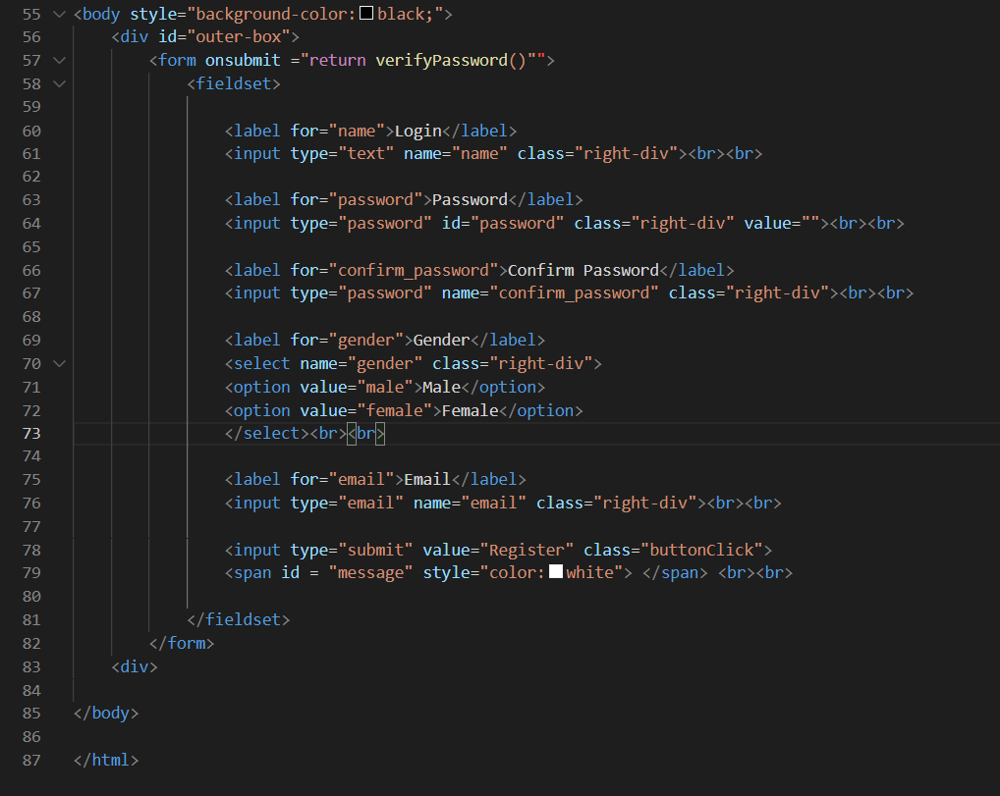 55 <body style="background-color: black;">
56 <div id="outer-box">
57 <form onsubmit ="return verifyPassword()"">
58 <fieldset>
59
60 <label for="name">Login</label>
61 <input type="text" name="name" class="right-div"><br><br>
62
63 <label for="password">Password</label>
64 <input type="password" id="password" class="right-div" value=""><br><br>
65
66 <label for="confirm_password">Confirm Password</label>
67 <input type="password" name="confirm_password" class="right-div"><br><br>
68
69 <label for="gender">Gender</label>
70 <select name="gender" class="right-div">
71 <option value="male">Male</option>
72 <option value="female">Female</option>
73 </select><br><br>
74
75 <label for="email">Email</label>
76 <input type="email" name="email" class="right-div"><br><br>
77
78 <input type="submit" value="Register" class="buttonClick">
79 <span id = "message" style="color: white"> </span> <br><br>
80
81 </fieldset>
82 </form>
83 <div>
84
85 </body>
86
87 </html>